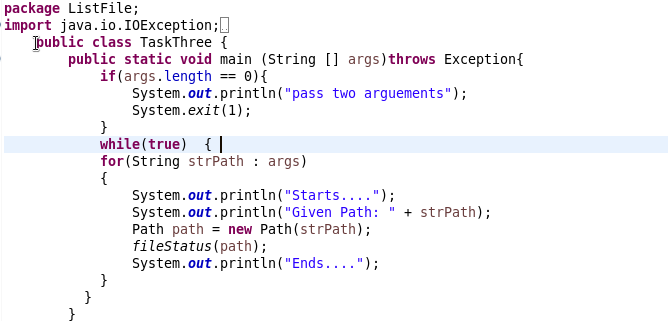 package ListFile;
import java.io.IOException;
public class TaskThree {
public static void main (String [] args)throws Exception{
if(args.length == 0){
System.out.println("pass two arguements");
System.exit(1);
}
while(true)  {
for(String strPath : args)
{
System.out.println("Starts....");
System.out.println("Given Path: " + strPath);
Path path = new Path(strPath);
fileStatus(path);
System.out.println("Ends....");
}
}
}